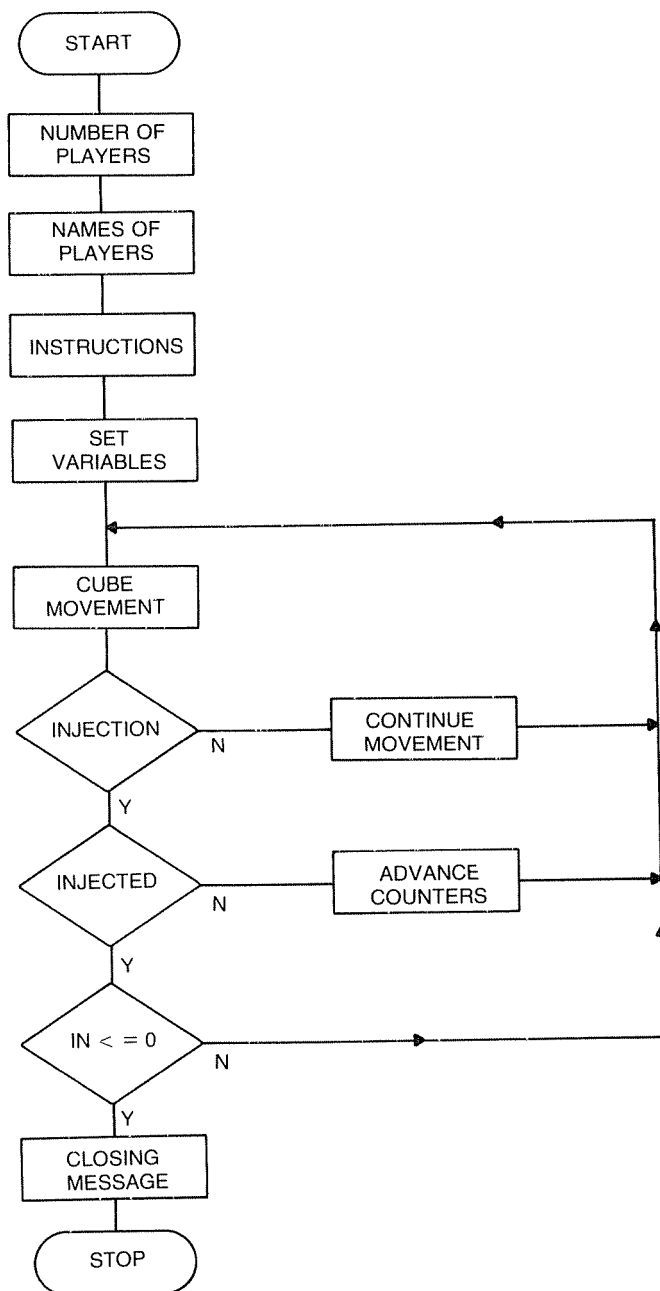 START
NUMBER OF
PLAYERS
NAMES OF
PLAYERS
INSTRUCTIONS
SET
VARIABLES
CUBE
MOVEMENT
INJECTION
N
CONTINUE
MOVEMENT
Y
INJECTED
N
ADVANCE
COUNTERS
Y
IN < = 0
N
Y
CLOSING
MESSAGE
STOP